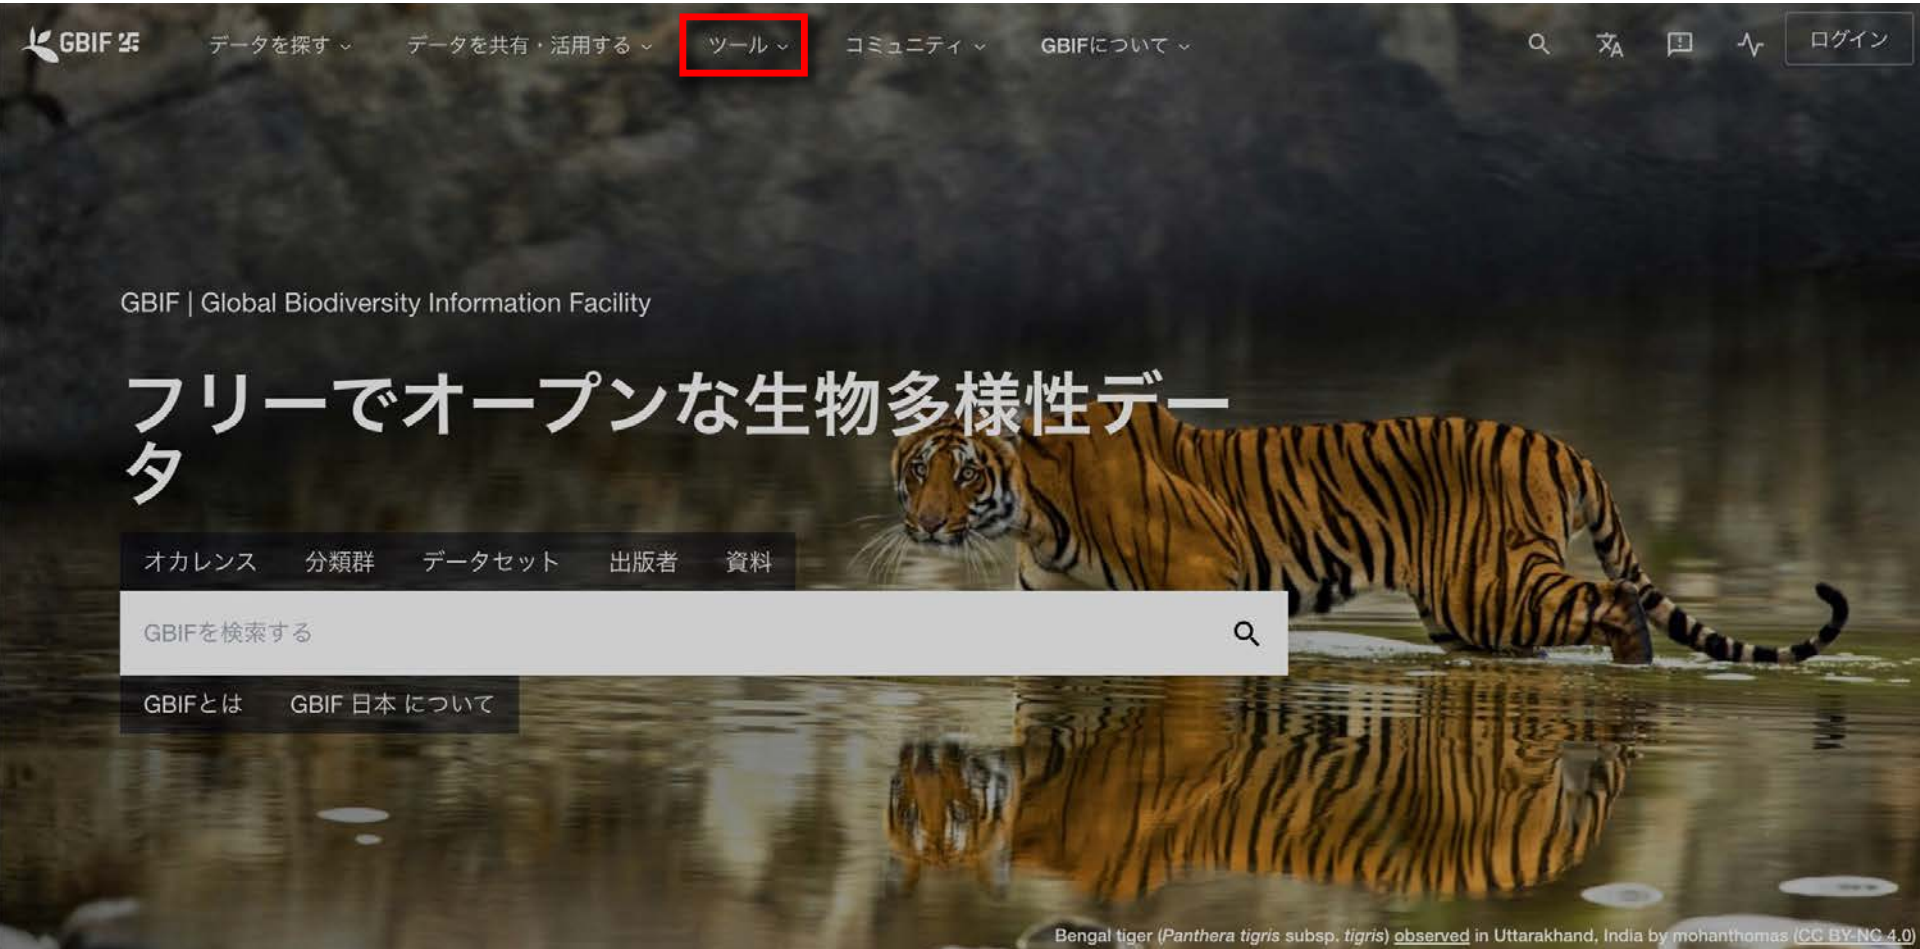 GBIF データを探す データを共有・活用する ツール コミュニティ GBIFについて ログイン
GBIF | Global Biodiversity Information Facility
フリーでオープンな生物多様性デー
タ
オカレンス 分類群 データセット 出版者 資料
GBIFを検索する
GBIFとは GBIF 日本 について
Bengal tiger (Panthera tigris subsp. tigris) observed in Uttarakhand, India by mohanthomas (CC BY-NC 4.0)